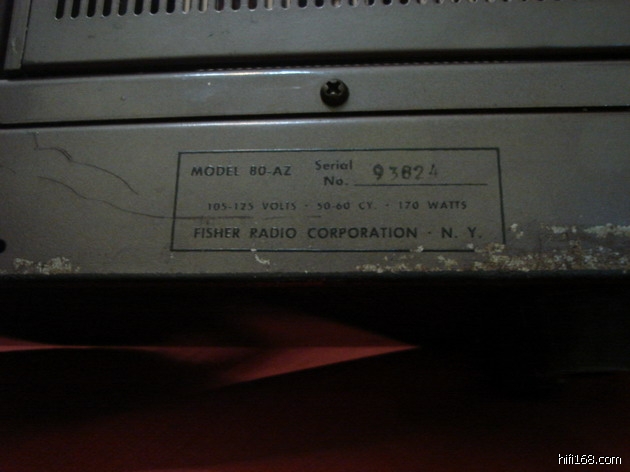 MODEL 80-AZ Serial No. 93824
105-125 VOLTS · 50-60 CY. · 170 WATTS
FISHER RADIO CORPORATION · N. Y.
hifi168.com